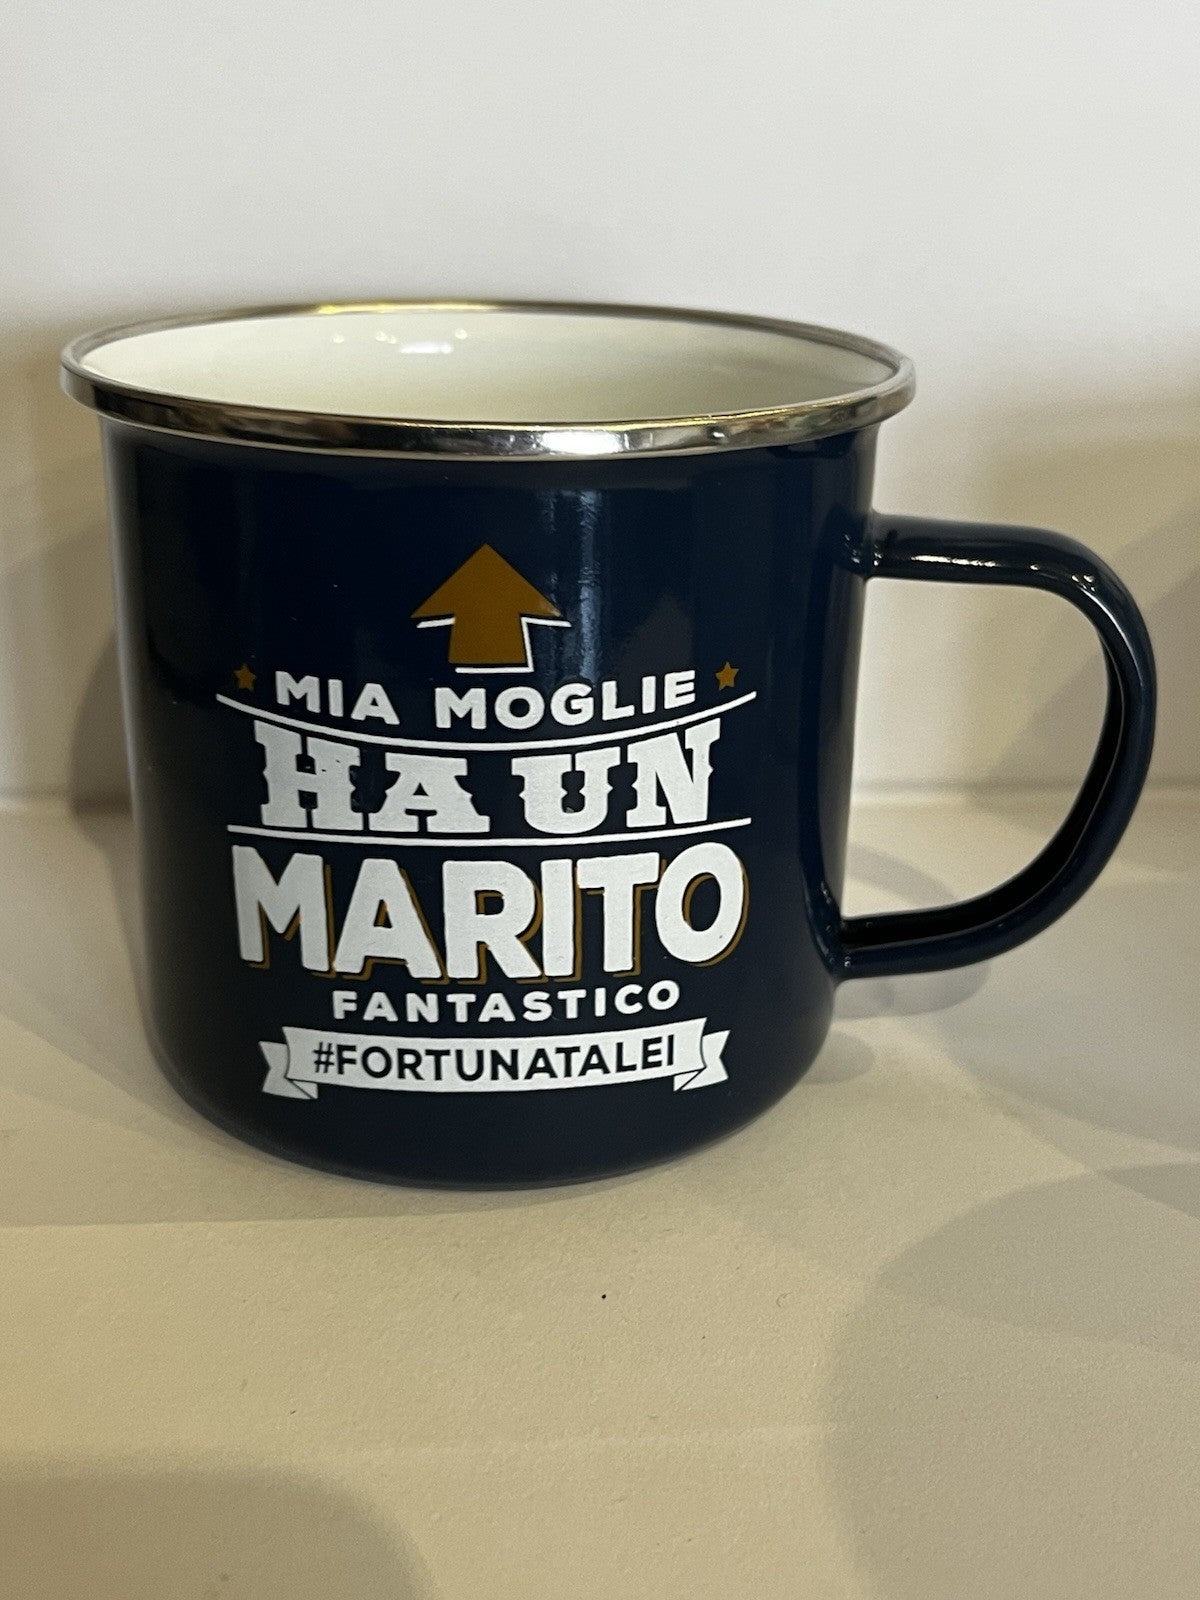 MIA MOGLIE
HA UN
MARITO
FANTASTICO
#FORTUNATALEI